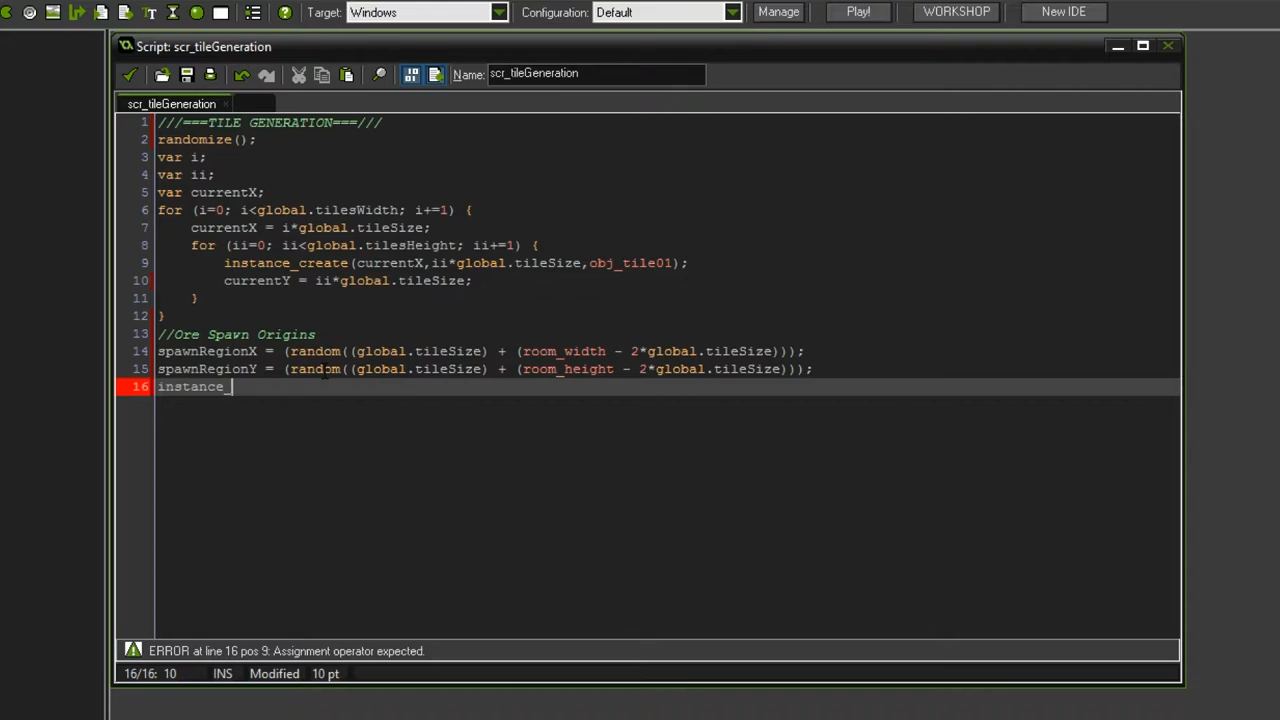 Target: Windows Configuration: Default Manage Play! WORKSHOP New IDE
Script: scr_tileGeneration
Name: scr_tileGeneration
scr_tileGeneration ×
1 ///===TILE GENERATION===///
2 randomize();
3 var i;
4 var ii;
5 var currentX;
6 for (i=0; i<global.tilesWidth; i+=1) {
7 currentX = i*global.tileSize;
8 for (ii=0; ii<global.tilesHeight; ii+=1) {
9 instance_create(currentX,ii*global.tileSize,obj_tile01);
10 currentY = ii*global.tileSize;
11 }
12 }
13 //Ore Spawn Origins
14 spawnRegionX = (random((global.tileSize) + (room_width - 2*global.tileSize)));
15 spawnRegionY = (random((global.tileSize) + (room_height - 2*global.tileSize)));
16 instance_
ERROR at line 16 pos 9: Assignment operator expected.
16/16: 10 INS Modified 10 pt